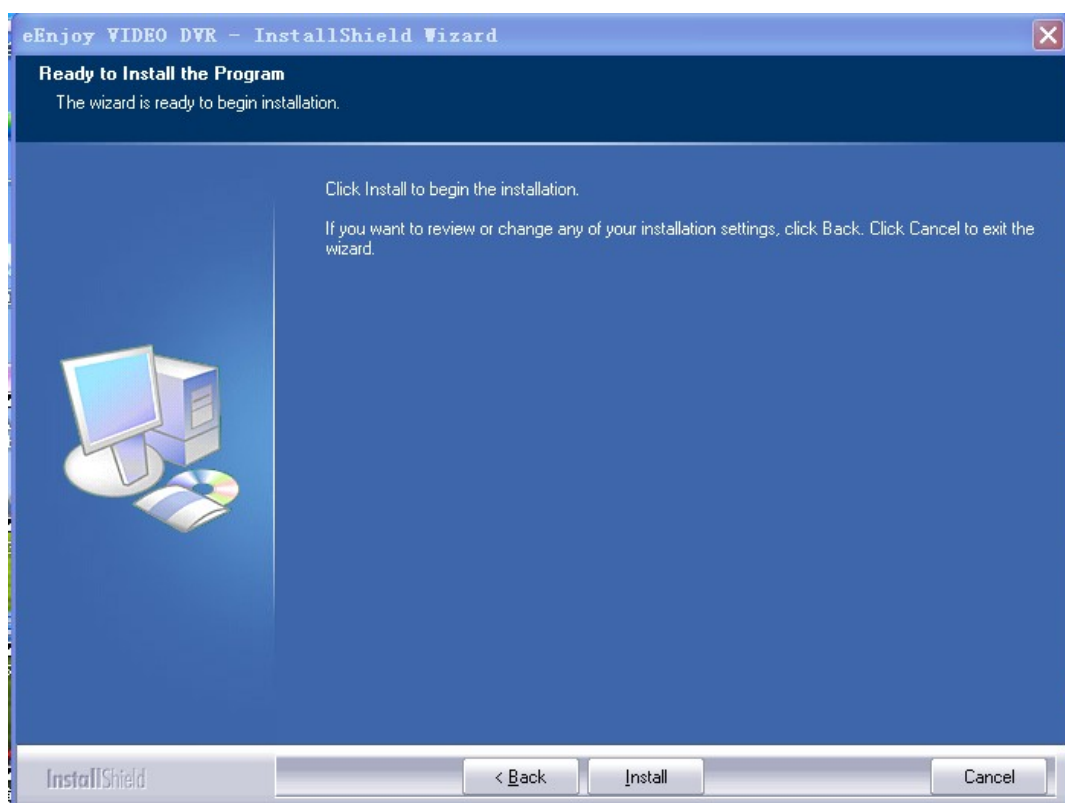 eEnjoy VIDEO DVR - InstallShield Wizard
Ready to Install the Program
The wizard is ready to begin installation.
Click Install to begin the installation.
If you want to review or change any of your installation settings, click Back. Click Cancel to exit the
wizard.
InstallShield
< Back
Install
Cancel